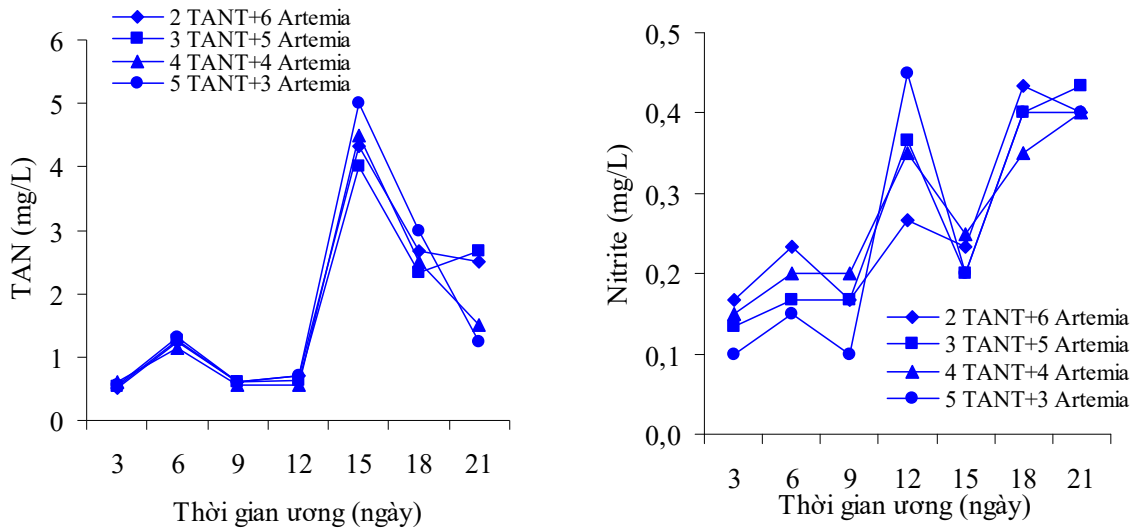 2 TANT+6 Artemia
3 TANT+5 Artemia
4 TANT+4 Artemia
5 TANT+3 Artemia
6
5
4
3
2
1
0
TAN (mg/L)
3 6 9 12 15 18 21
Thời gian ương (ngày)
0,5
0,4
0,3
0,2
0,1
0,0
Nitrite (mg/L)
2 TANT+6 Artemia
3 TANT+5 Artemia
4 TANT+4 Artemia
5 TANT+3 Artemia
3 6 9 12 15 18 21
Thời gian ương (ngày)